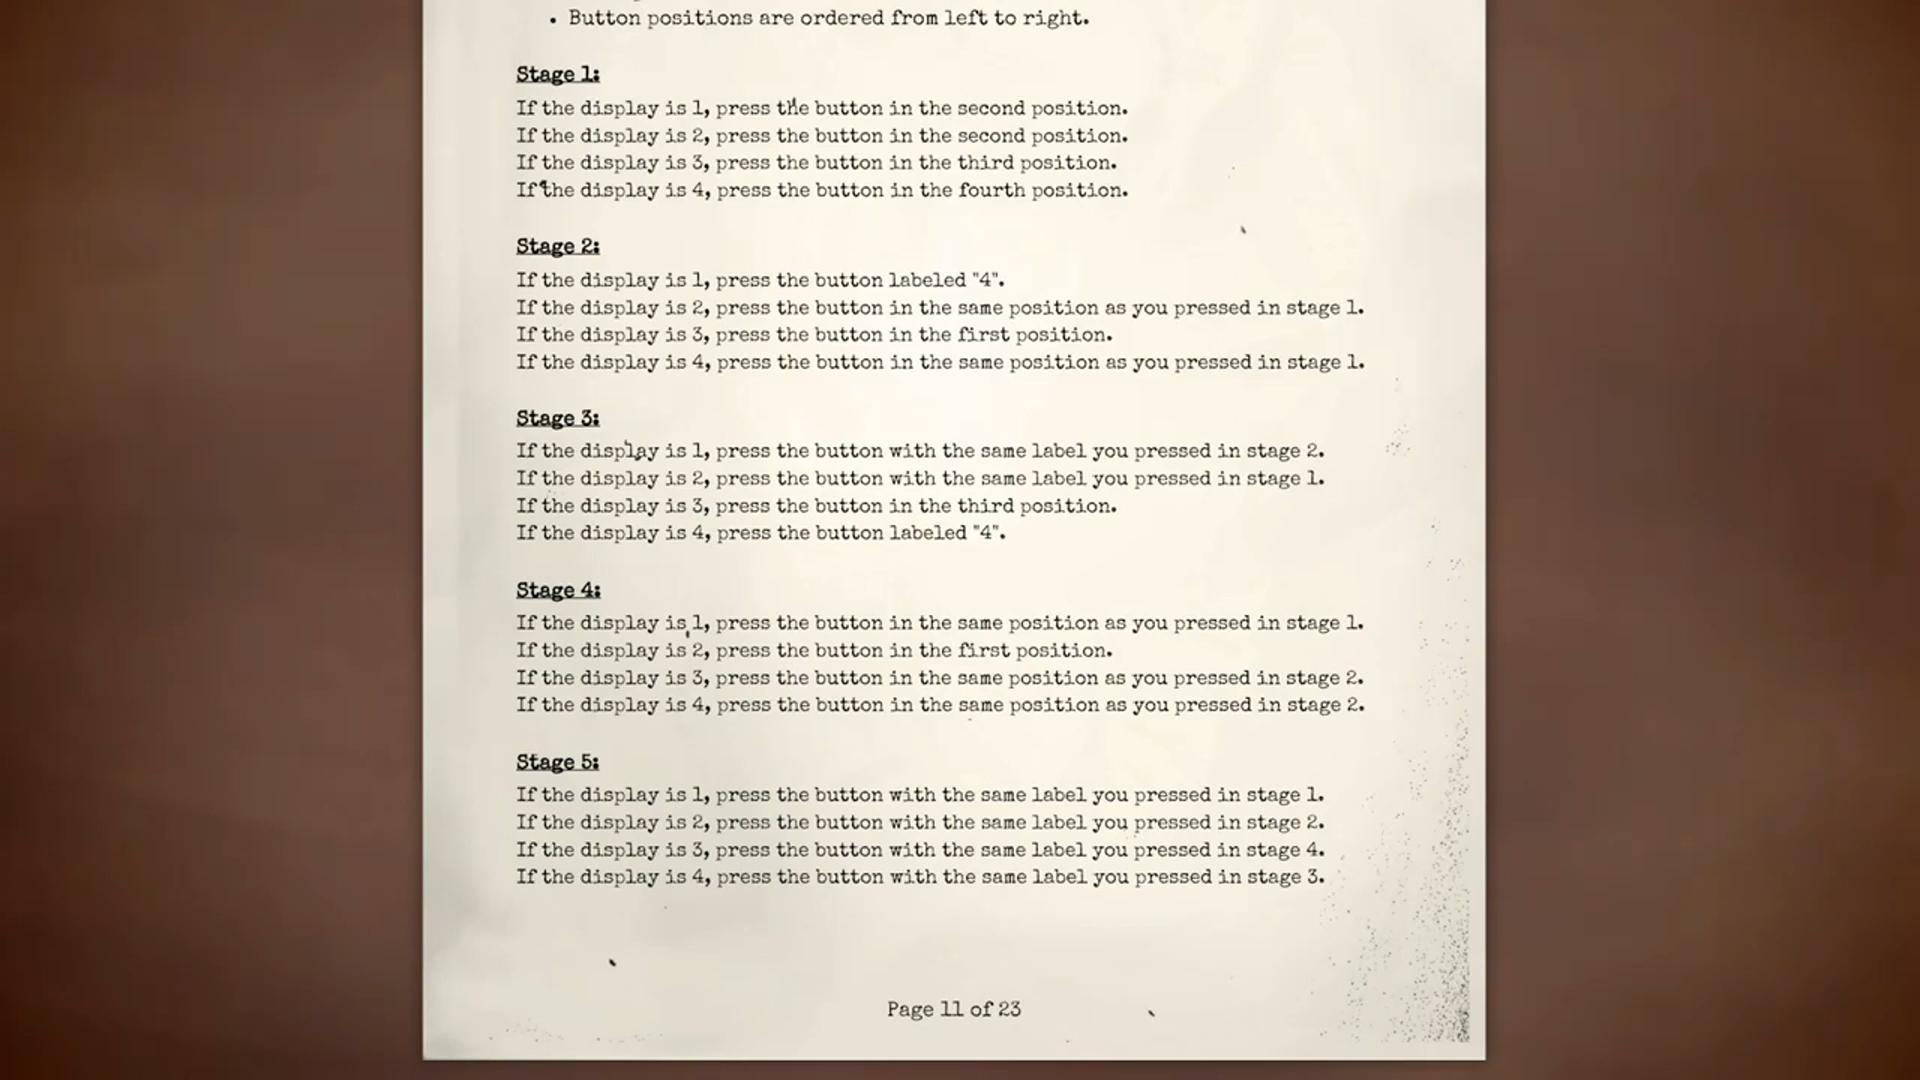 • Button positions are ordered from left to right.
Stage 1:
If the display is 1, press the button in the second position.
If the display is 2, press the button in the second position.
If the display is 3, press the button in the third position.
If the display is 4, press the button in the fourth position.
Stage 2:
If the display is 1, press the button labeled "4".
If the display is 2, press the button in the same position as you pressed in stage 1.
If the display is 3, press the button in the first position.
If the display is 4, press the button in the same position as you pressed in stage 1.
Stage 3:
If the display is 1, press the button with the same label you pressed in stage 2.
If the display is 2, press the button with the same label you pressed in stage 1.
If the display is 3, press the button in the third position.
If the display is 4, press the button labeled "4".
Stage 4:
If the display is 1, press the button in the same position as you pressed in stage 1.
If the display is 2, press the button in the first position.
If the display is 3, press the button in the same position as you pressed in stage 2.
If the display is 4, press the button in the same position as you pressed in stage 2.
Stage 5:
If the display is 1, press the button with the same label you pressed in stage 1.
If the display is 2, press the button with the same label you pressed in stage 2.
If the display is 3, press the button with the same label you pressed in stage 4.
If the display is 4, press the button with the same label you pressed in stage 3.
Page 11 of 23